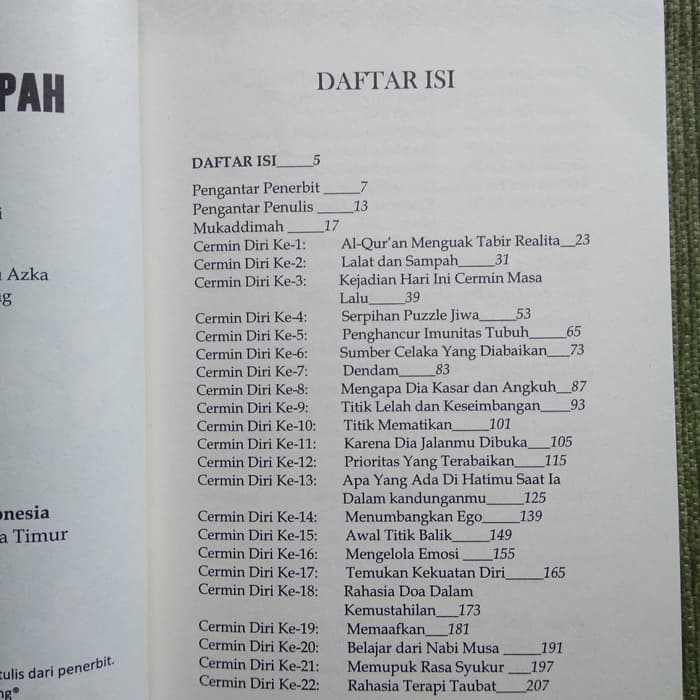 PAH
i
Azka
g
onesia
a Timur
tulis dari penerbit.
ng®
DAFTAR ISI
DAFTAR ISI_____5
Pengantar Penerbit _____7
Pengantar Penulis _____13
Mukaddimah _____17
Cermin Diri Ke-1: Al-Qur'an Menguak Tabir Realita__23
Cermin Diri Ke-2: Lalat dan Sampah_____31
Cermin Diri Ke-3: Kejadian Hari Ini Cermin Masa
Lalu_____39
Cermin Diri Ke-4: Serpihan Puzzle Jiwa_____53
Cermin Diri Ke-5: Penghancur Imunitas Tubuh_____65
Cermin Diri Ke-6: Sumber Celaka Yang Diabaikan___73
Cermin Diri Ke-7: Dendam_____83
Cermin Diri Ke-8: Mengapa Dia Kasar dan Angkuh__87
Cermin Diri Ke-9: Titik Lelah dan Keseimbangan____93
Cermin Diri Ke-10: Titik Mematikan_____101
Cermin Diri Ke-11: Karena Dia Jalanmu Dibuka___105
Cermin Diri Ke-12: Prioritas Yang Terabaikan____115
Cermin Diri Ke-13: Apa Yang Ada Di Hatimu Saat Ia
Dalam kandunganmu_____125
Cermin Diri Ke-14: Menumbangkan Ego_____139
Cermin Diri Ke-15: Awal Titik Balik_____149
Cermin Diri Ke-16: Mengelola Emosi ____155
Cermin Diri Ke-17: Temukan Kekuatan Diri_____165
Cermin Diri Ke-18: Rahasia Doa Dalam
Kemustahilan___173
Cermin Diri Ke-19: Memaafkan___181
Cermin Diri Ke-20: Belajar dari Nabi Musa _____191
Cermin Diri Ke-21: Memupuk Rasa Syukur ___197
Cermin Diri Ke-22: Rahasia Terapi Taubat____207